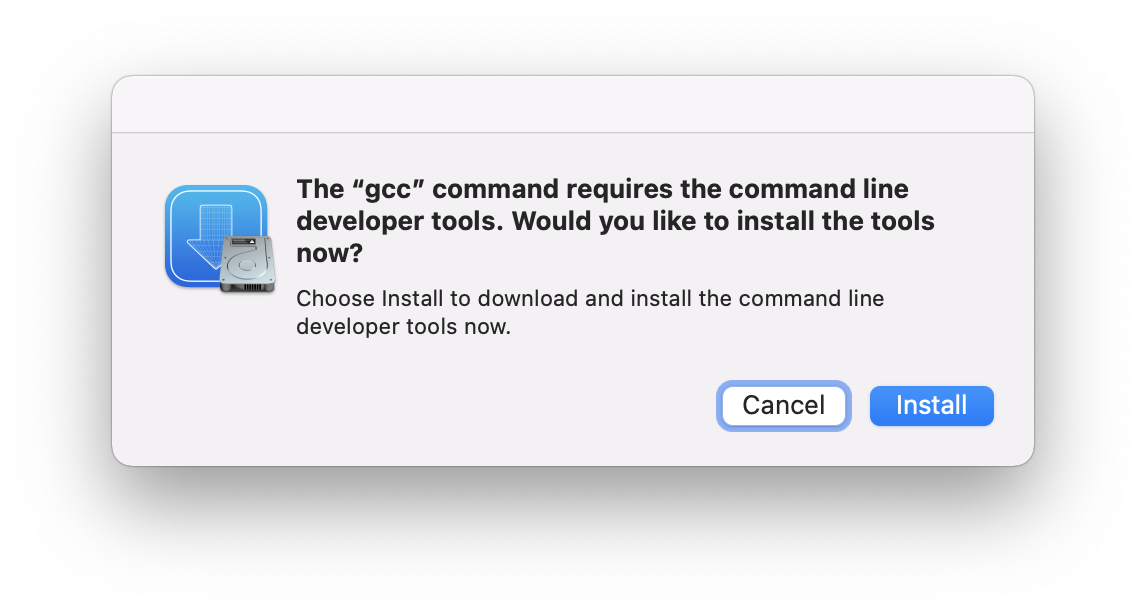 The “gcc” command requires the command line
developer tools. Would you like to install the tools
now?
Choose Install to download and install the command line
developer tools now.
Cancel
Install